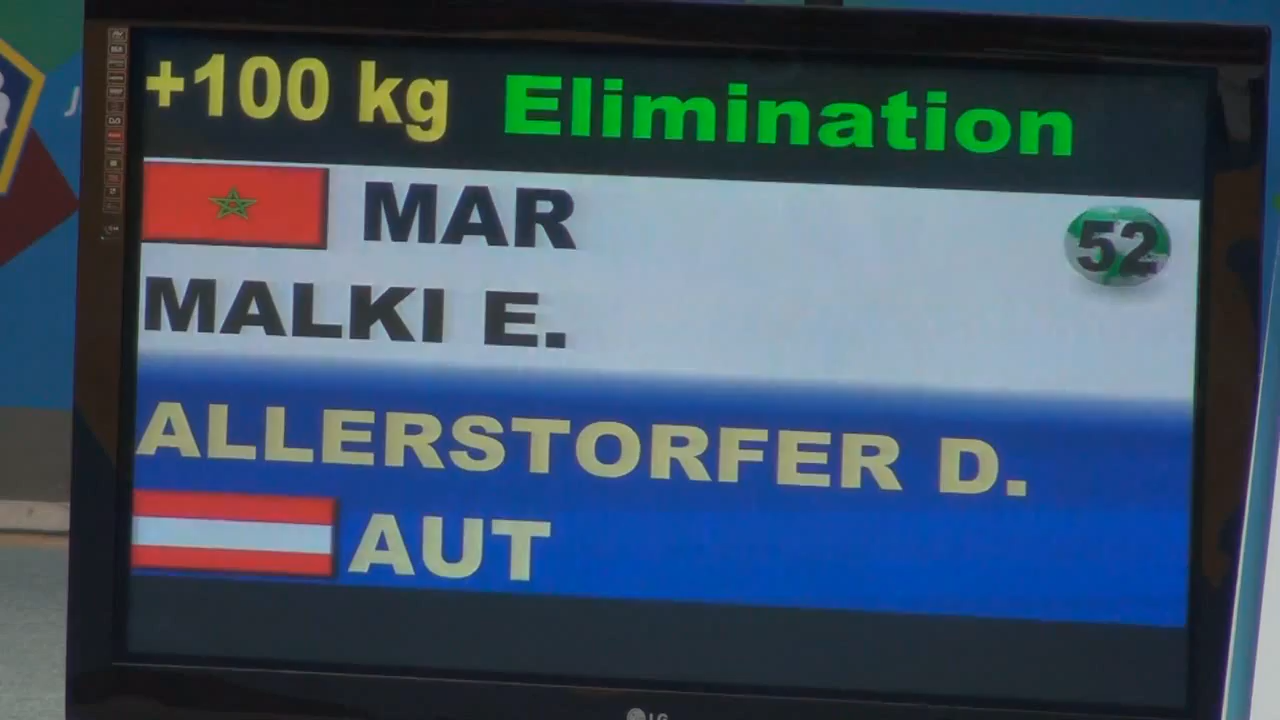 +100 kg Elimination
MAR
52
MALKI E.
ALLERSTORFER D.
AUT
LG